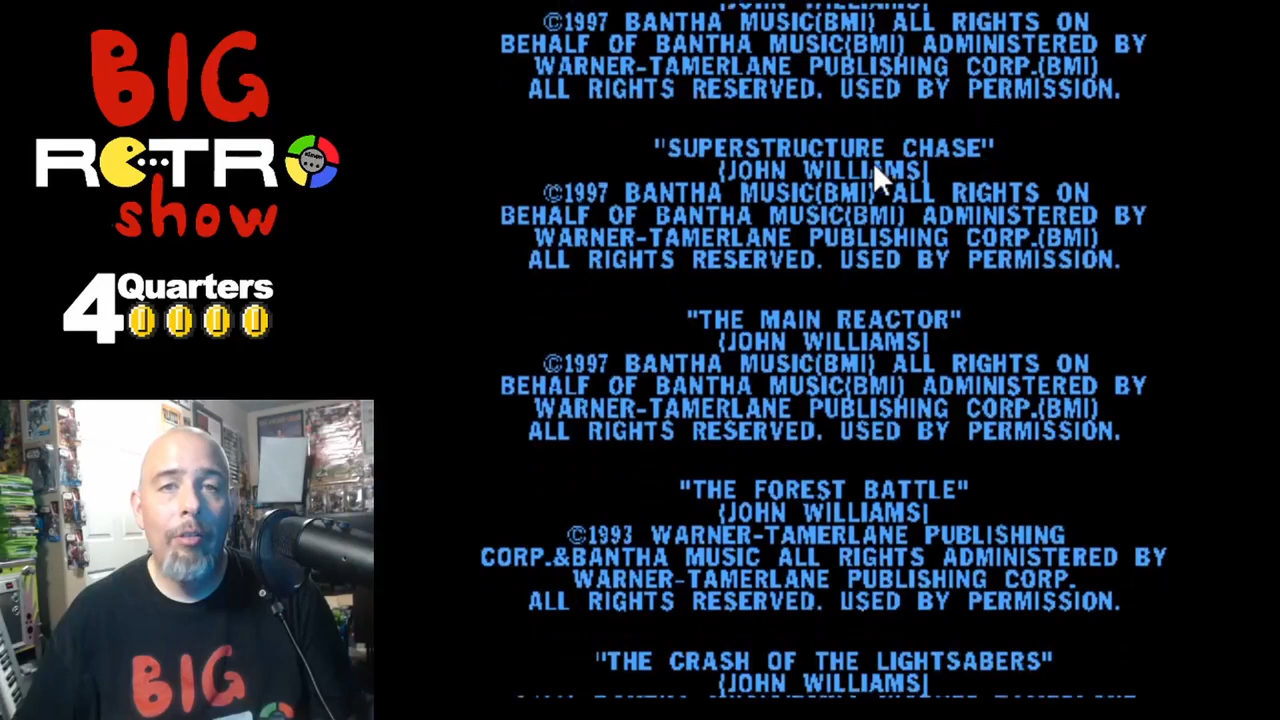 BIG
RETRO
show
4 Quarters
BIG
{JOHN WILLIAMS|
©1997 BANTHA MUSIC(BMI) ALL RIGHTS ON
BEHALF OF BANTHA MUSIC(BMI) ADMINISTERED BY
WARNER-TAMERLANE PUBLISHING CORP.(BMI)
ALL RIGHTS RESERVED. USED BY PERMISSION.
"SUPERSTRUCTURE CHASE"
{JOHN WILLIAMS|
©1997 BANTHA MUSIC(BMI) ALL RIGHTS ON
BEHALF OF BANTHA MUSIC(BMI) ADMINISTERED BY
WARNER-TAMERLANE PUBLISHING CORP.(BMI)
ALL RIGHTS RESERVED. USED BY PERMISSION.
"THE MAIN REACTOR"
{JOHN WILLIAMS|
©1997 BANTHA MUSIC(BMI) ALL RIGHTS ON
BEHALF OF BANTHA MUSIC(BMI) ADMINISTERED BY
WARNER-TAMERLANE PUBLISHING CORP.(BMI)
ALL RIGHTS RESERVED. USED BY PERMISSION.
"THE FOREST BATTLE"
{JOHN WILLIAMS|
©1993 WARNER-TAMERLANE PUBLISHING
CORP.&BANTHA MUSIC ALL RIGHTS ADMINISTERED BY
WARNER-TAMERLANE PUBLISHING CORP.
ALL RIGHTS RESERVED. USED BY PERMISSION.
"THE CRASH OF THE LIGHTSABERS"
{JOHN WILLIAMS|